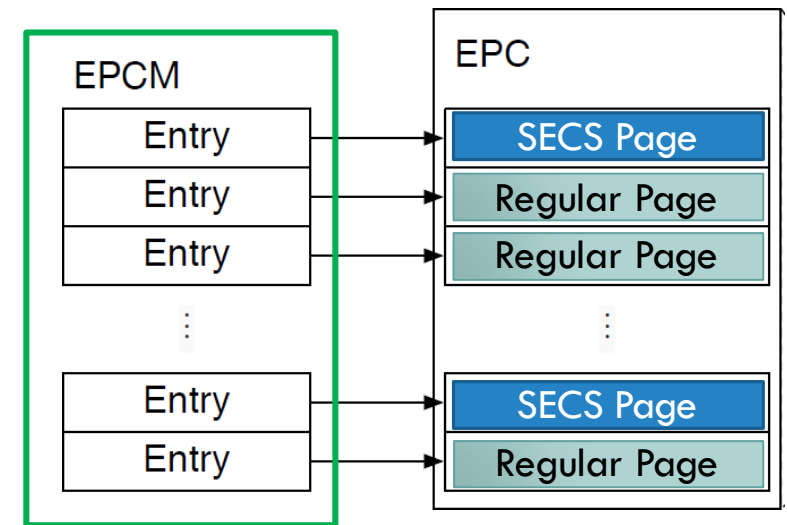 EPCM
Entry
Entry
Entry
⋮
Entry
Entry
EPC
SECS Page
Regular Page
Regular Page
⋮
SECS Page
Regular Page